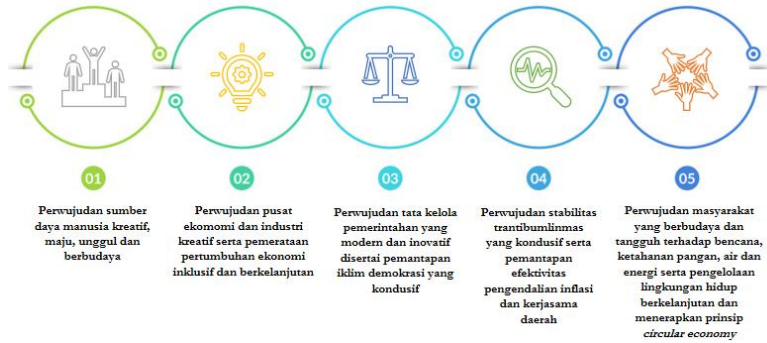 01
Perwujudan sumber
daya manusia kreatif,
maju, unggul dan
berbudaya
02
Perwujudan pusat
ekomomi dan industri
kreatif serta pemerataan
pertumbuhan ekonomi
inklusif dan berkelanjutan
03
Perwujudan tata kelola
pemerintahan yang
modern dan inovatif
disertai pemantapan
iklim demokrasi yang
kondusif
04
Perwujudan stabilitas
trantibumlinmas
yang kondusif serta
pemantapan
efektivitas
pengendalian inflasi
dan kerjasama
daerah
05
Perwujudan masyarakat
yang berbudaya dan
tangguh terhadap bencana,
ketahanan pangan, air dan
energi serta pengelolaan
lingkungan hidup
berkelanjutan dan
menerapkan prinsip
circular economy